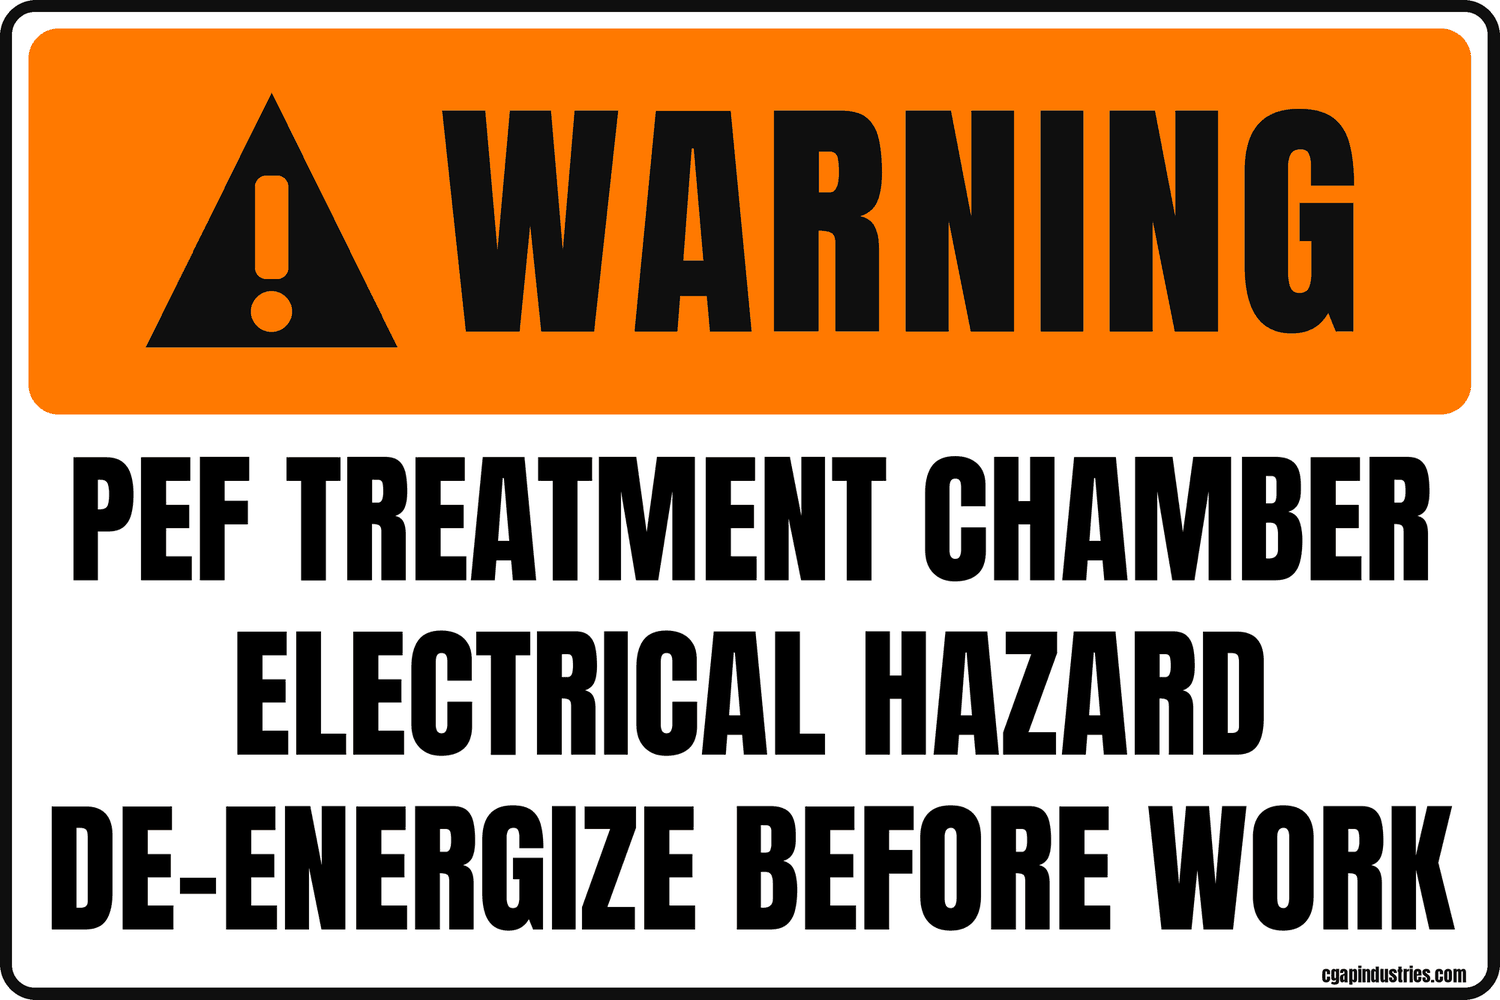 WARNING
PEF TREATMENT CHAMBER
ELECTRICAL HAZARD
DE-ENERGIZE BEFORE WORK
cgapindustries.com